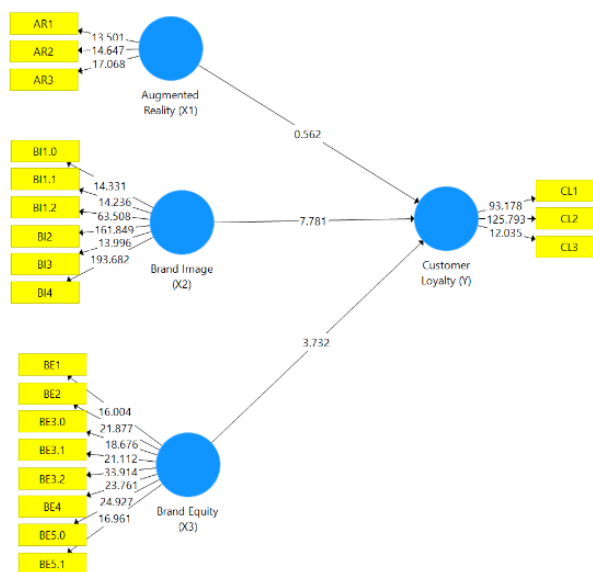 AR1
13.501
AR2
14.647
17.068
AR3
Augmented
Reality (X1)
0.562
BI1.0
BI1.1
14.331
14.236
BI1.2
63.508
BI2
161.849
13.996
BI3
193.682
BI4
Brand Image
(X2)
7.781
93.178
CL1
125.793
CL2
12.035
CL3
Customer
Loyalty (Y)
3.732
BE1
BE2
16.004
BE3.0
21.877
18.676
BE3.1
21.112
BE3.2
33.914
23.761
BE4
24.927
BE5.0
16.961
BE5.1
Brand Equity
(X3)